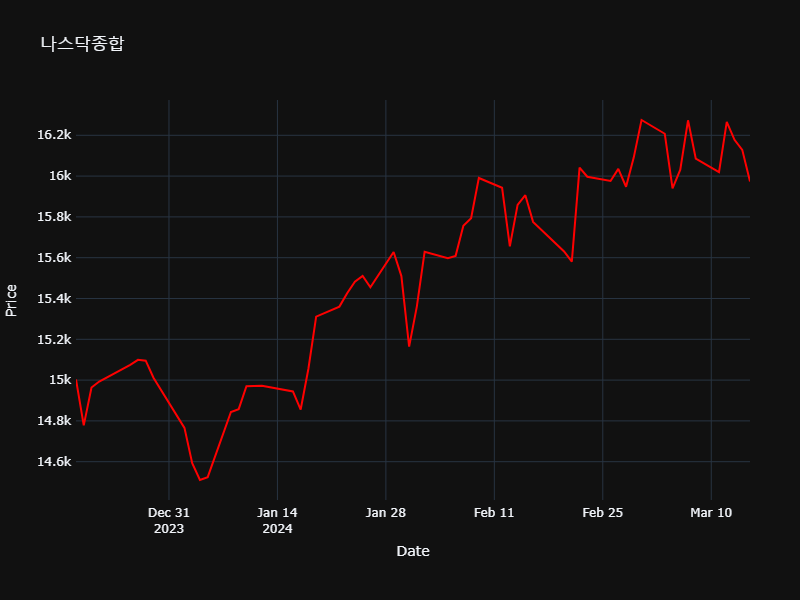 나스닥종합
16.2k
16k
15.8k
15.6k
15.4k
15.2k
15k
14.8k
14.6k
Price
Dec 31
2023
Jan 14
2024
Jan 28
Feb 11
Feb 25
Mar 10
Date